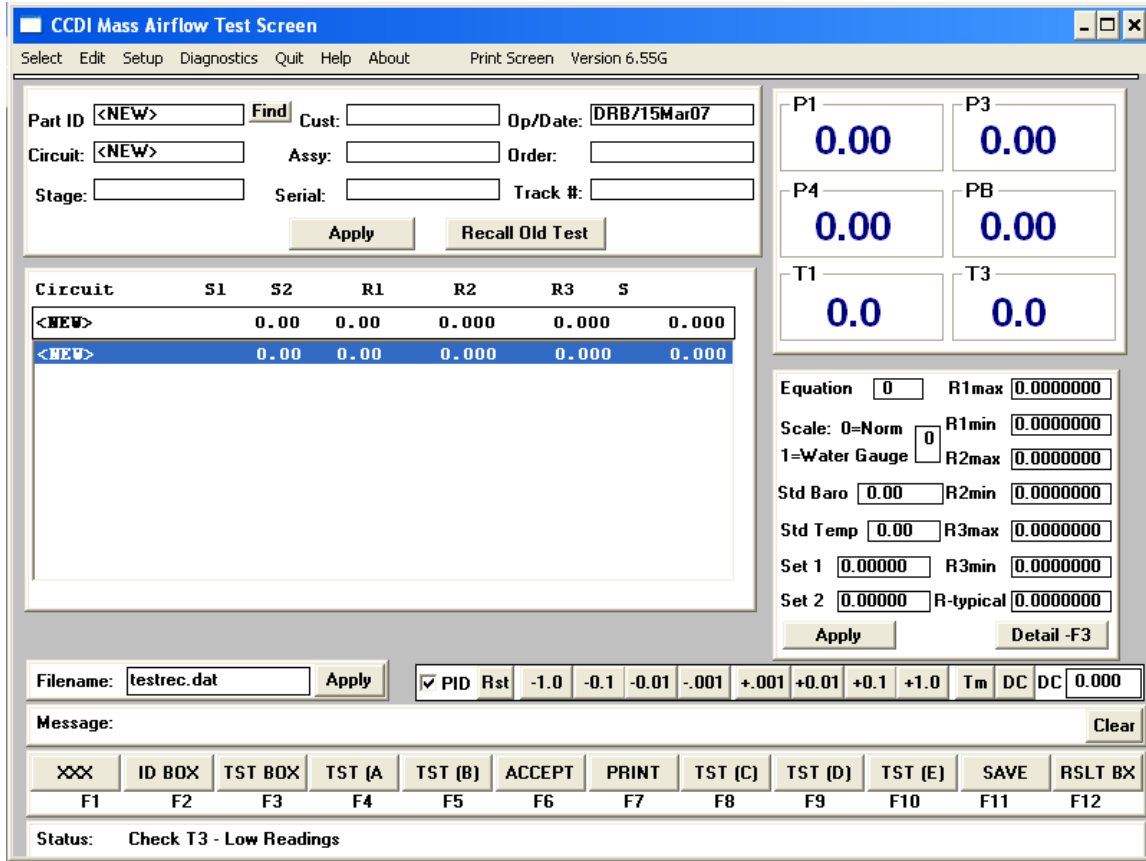 CCDI Mass Airflow Test Screen
Select Edit Setup Diagnostics Quit Help About Print Screen Version 6.55G
Part ID <NEW> Find Cust: Op/Date: DRB/15Mar07
Circuit: <NEW> Assy: Order:
Stage: Serial: Track #:
Apply Recall Old Test
P1 P3
0.00 0.00
P4 PB
0.00 0.00
T1 T3
0.0 0.0
Circuit S1 S2 R1 R2 R3 S
<NEW> 0.00 0.00 0.000 0.000 0.000
<NEW> 0.00 0.00 0.000 0.000 0.000
Equation 0 R1max 0.0000000
Scale: 0=Norm 0 R1min 0.0000000
1=Water Gauge R2max 0.0000000
Std Baro 0.00 R2min 0.0000000
Std Temp 0.00 R3max 0.0000000
Set 1 0.00000 R3min 0.0000000
Set 2 0.00000 R-typical 0.0000000
Apply Detail -F3
Filename: testrec.dat Apply PID Rst -1.0 -0.1 -0.01 -.001 +.001 +0.01 +0.1 +1.0 Tm DC DC 0.000
Message: Clear
XXX ID BOX TST BOX TST (A TST (B) ACCEPT PRINT TST (C) TST (D) TST (E) SAVE RSLT BX
F1 F2 F3 F4 F5 F6 F7 F8 F9 F10 F11 F12
Status: Check T3 - Low Readings